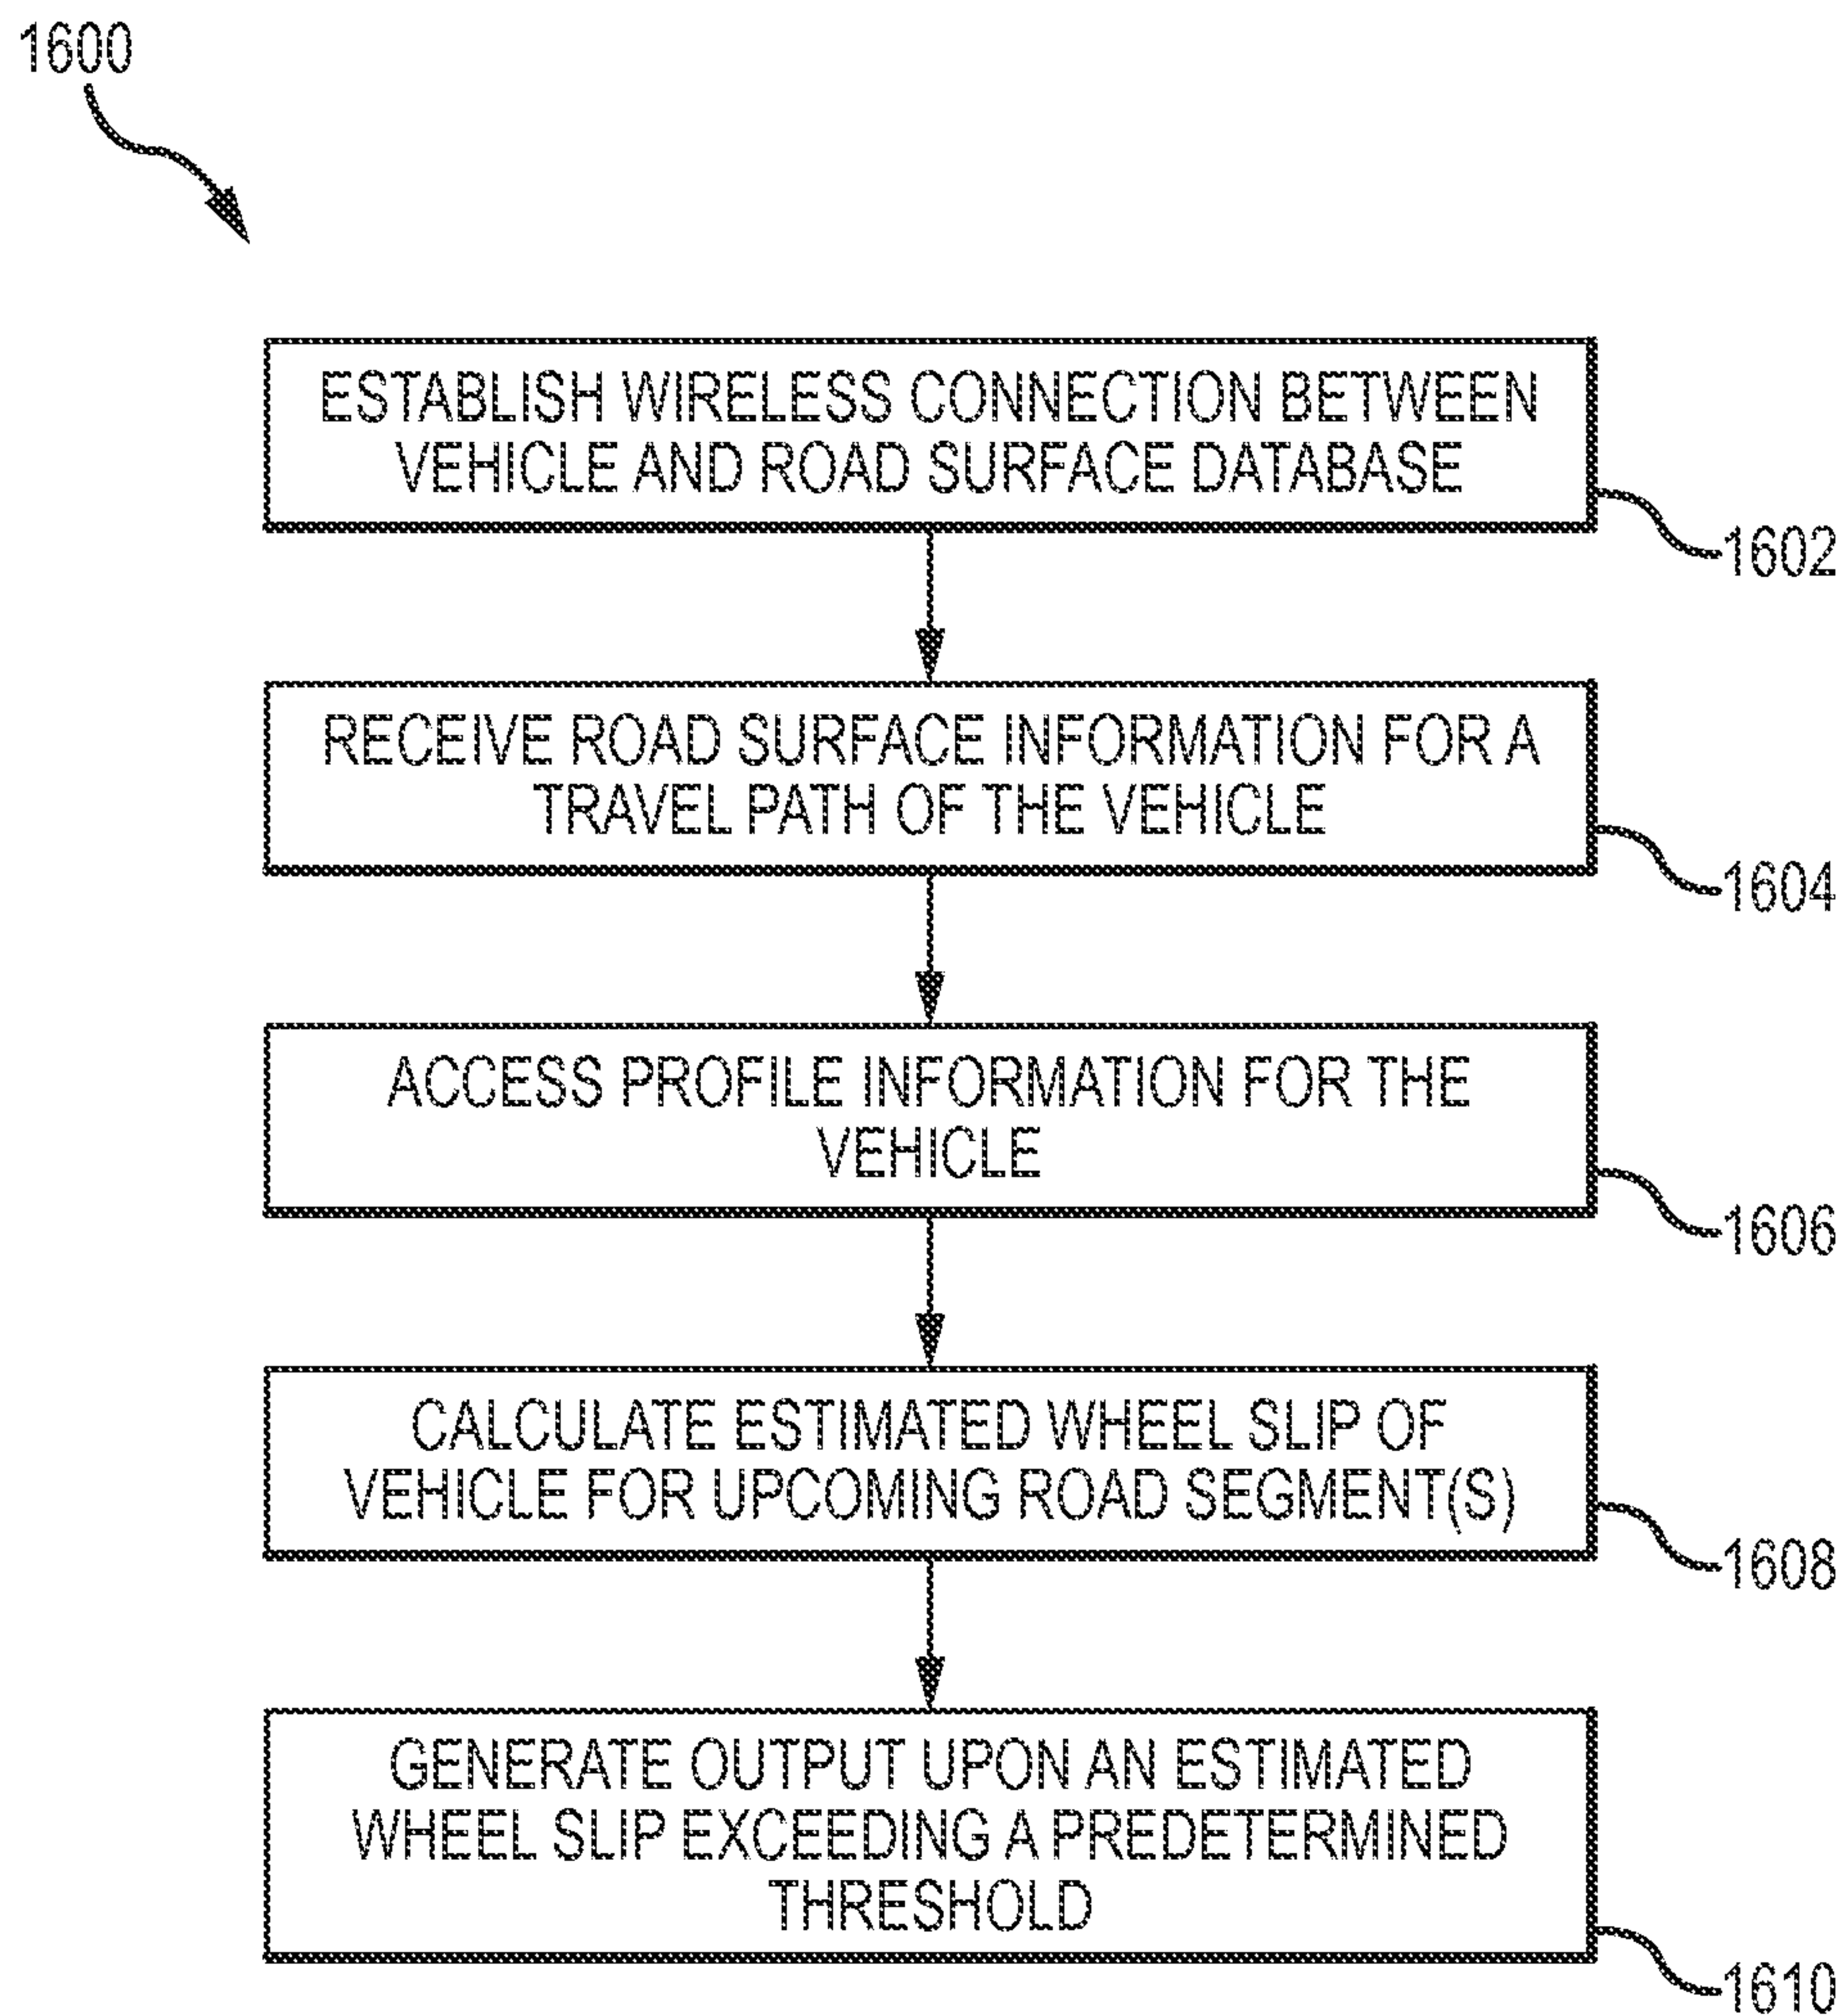 1600
ESTABLISH WIRELESS CONNECTION BETWEEN
VEHICLE AND ROAD SURFACE DATABASE
1602
RECEIVE ROAD SURFACE INFORMATION FOR A
TRAVEL PATH OF THE VEHICLE
1604
ACCESS PROFILE INFORMATION FOR THE
VEHICLE
1606
CALCULATE ESTIMATED WHEEL SLIP OF
VEHICLE FOR UPCOMING ROAD SEGMENT(S)
1608
GENERATE OUTPUT UPON AN ESTIMATED
WHEEL SLIP EXCEEDING A PREDETERMINED
THRESHOLD
1610